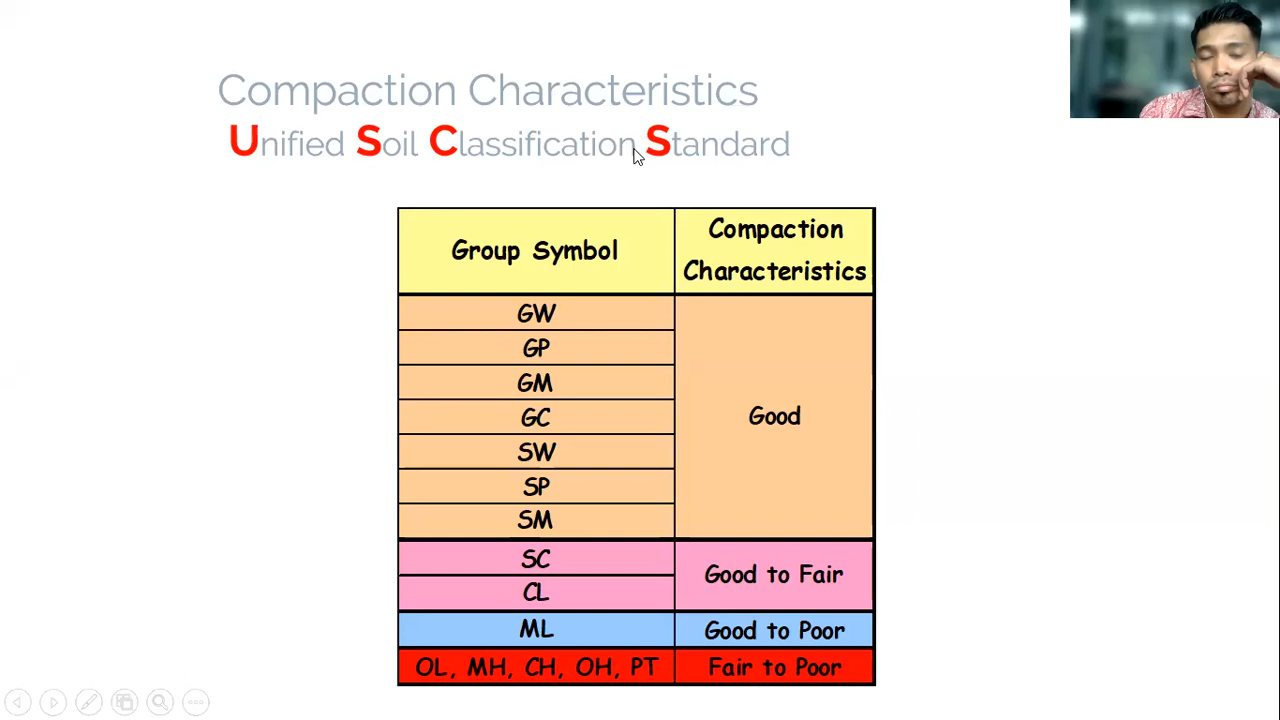 Compaction Characteristics
Unified Soil Classification Standard
Group Symbol
Compaction
Characteristics
GW
GP
GM
GC
SW
SP
SM
Good
SC
CL
Good to Fair
ML
Good to Poor
OL, MH, CH, OH, PT
Fair to Poor